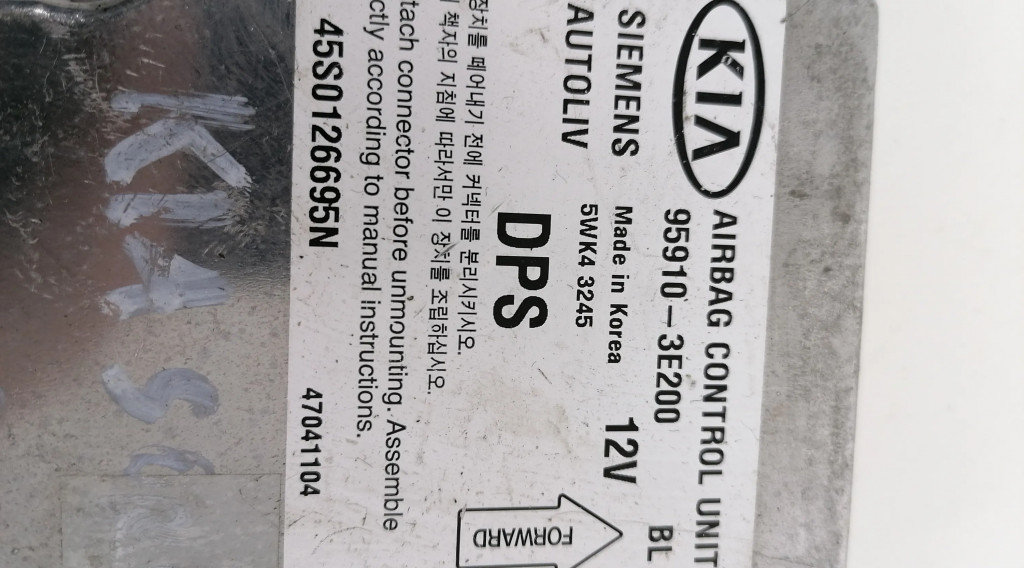 KIA
AIRBAG CONTROL UNIT
95910-3E200 BL
SIEMENS Made in Korea 12V
AUTOLIV 5WK4 3245
DPS
FORWARD
장치를 떼어내기 전에 커넥터를 분리시키시오.
책자의 지침에 따라서만 이 장치를 조립하십시오.
tach connector before unmounting. Assemble
ctly according to manual instructions.
45S0126695N 47041104